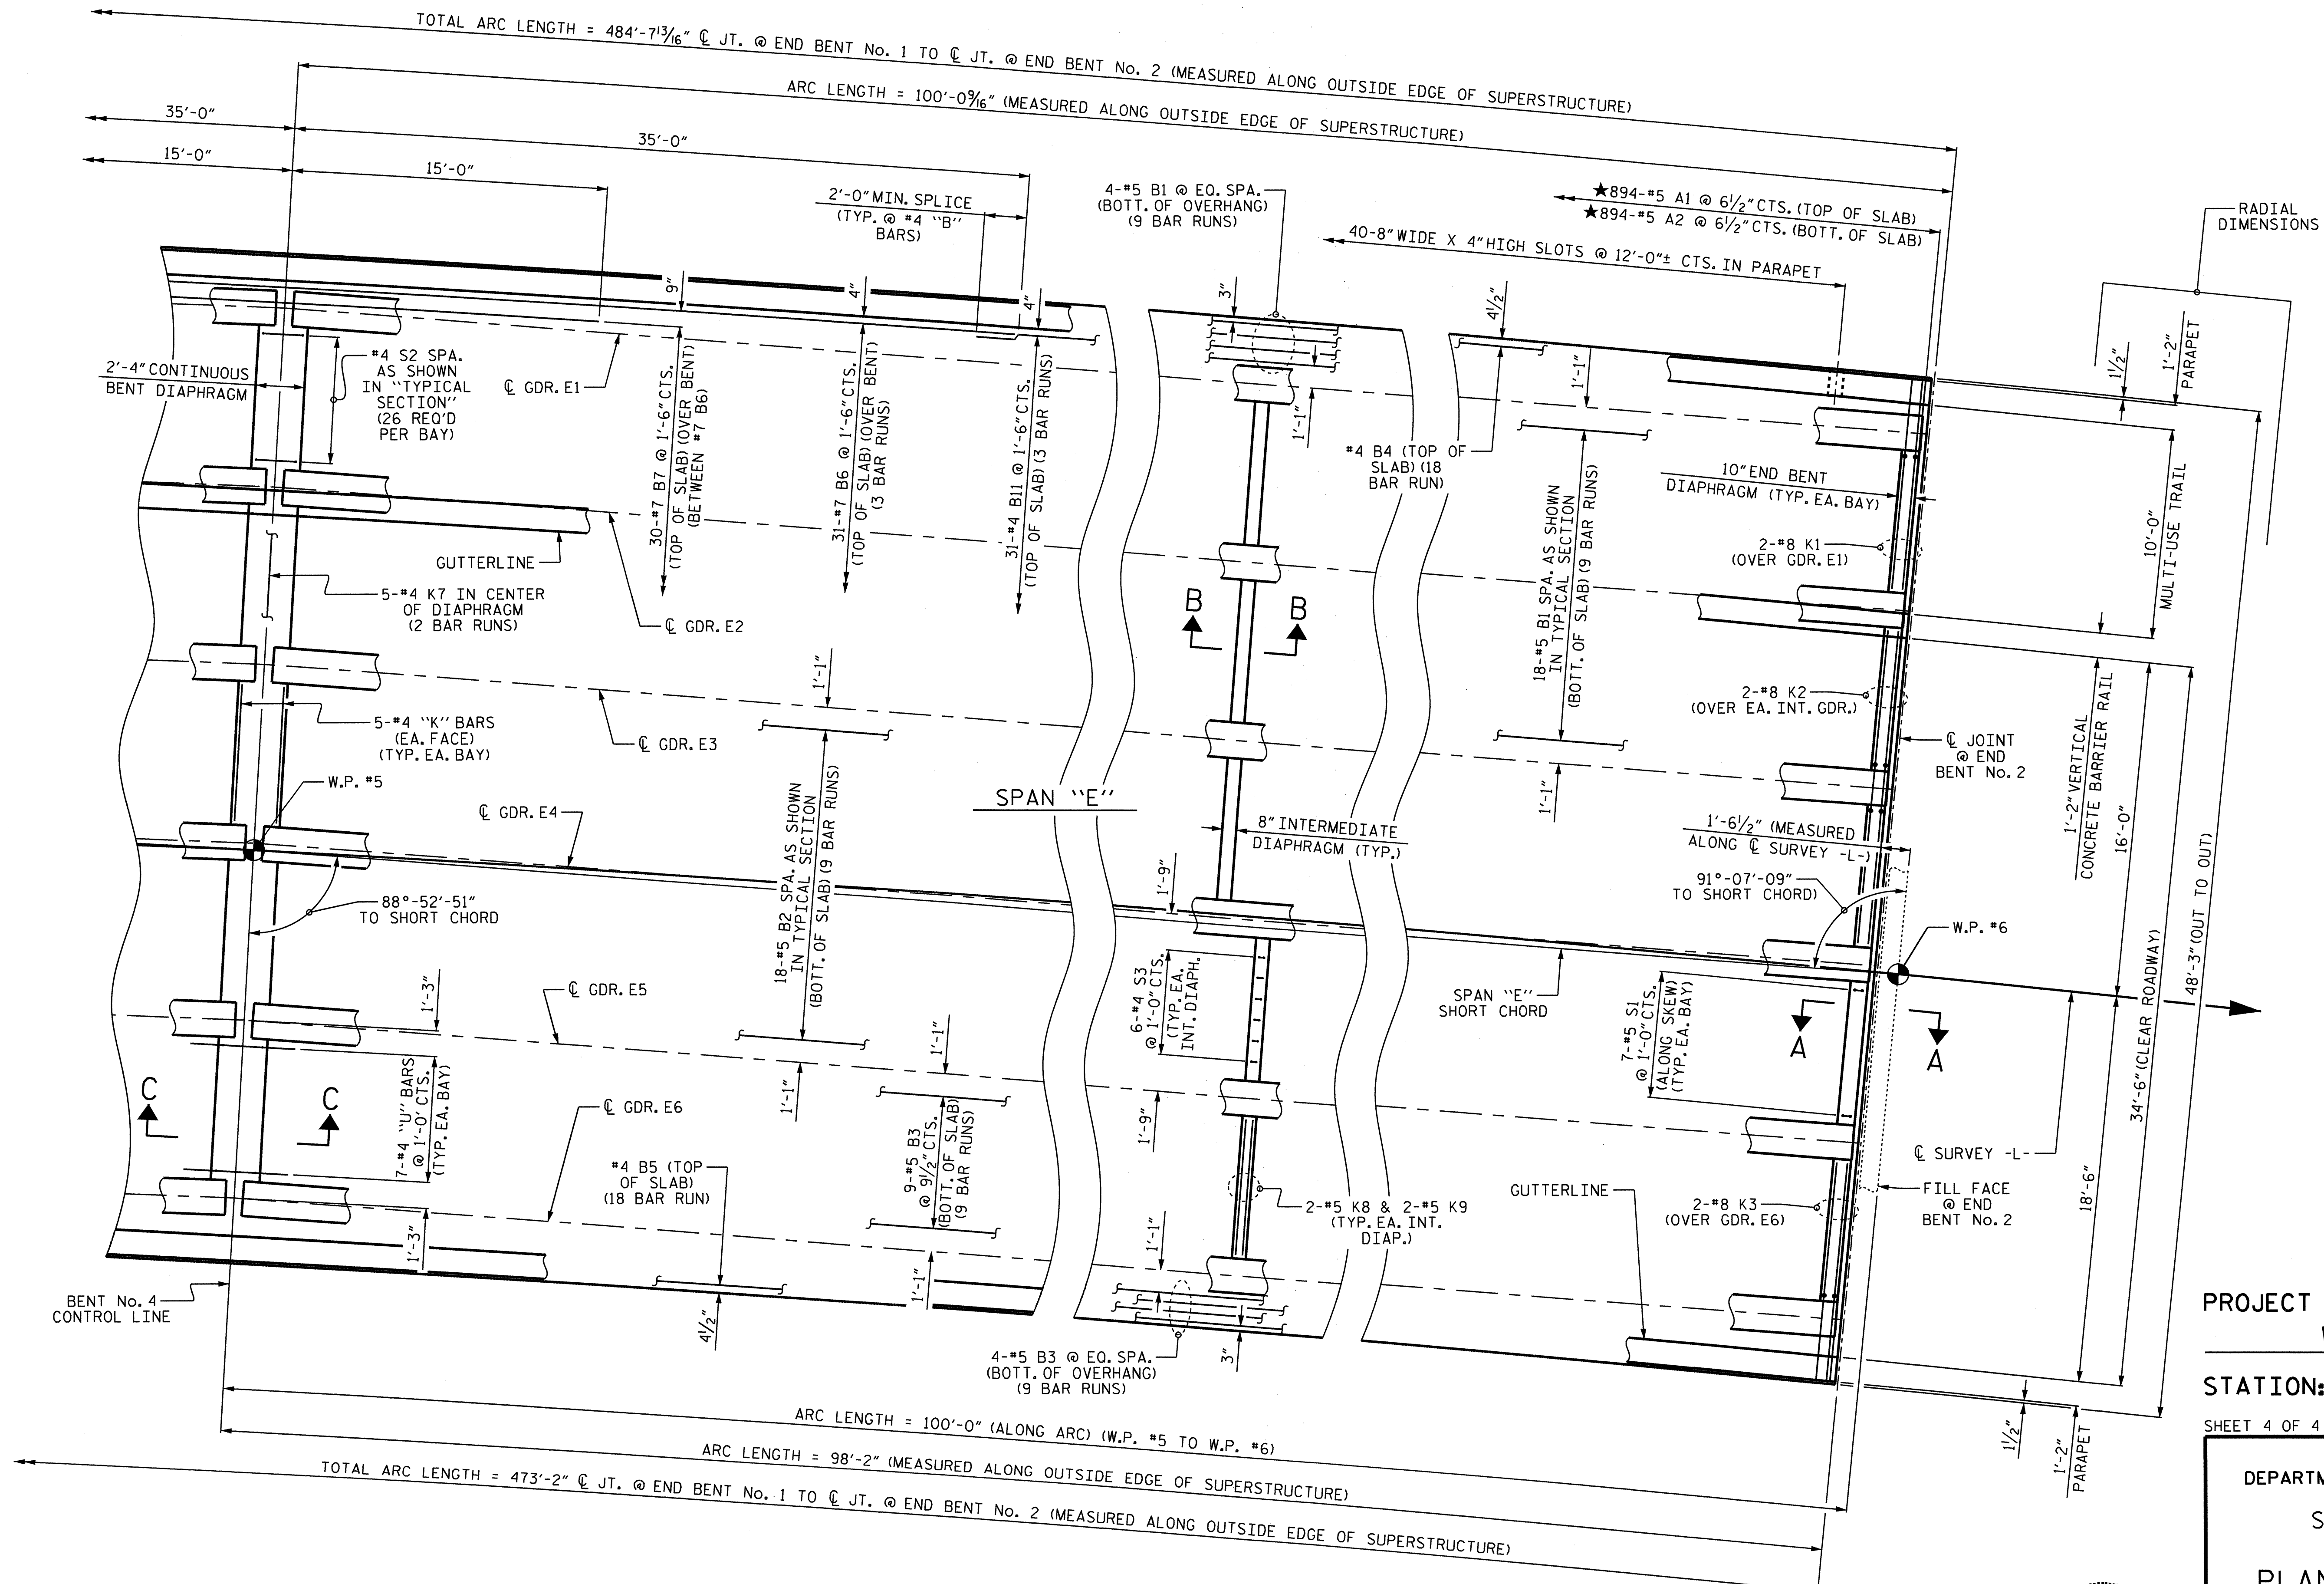 TOTAL ARC LENGTH = 484'-7 13/16" ℄ JT. @ END BENT No. 1 TO ℄ JT. @ END BENT No. 2 (MEASURED ALONG OUTSIDE EDGE OF SUPERSTRUCTURE)
ARC LENGTH = 100'-0 9/16" (MEASURED ALONG OUTSIDE EDGE OF SUPERSTRUCTURE)
35'-0"
35'-0"
15'-0"
15'-0"
2'-0" MIN. SPLICE
(TYP. @ #4 "B"
BARS)
4-#5 B1 @ EQ. SPA.
(BOTT. OF OVERHANG)
(9 BAR RUNS)
★894-#5 A1 @ 6 1/2" CTS. (TOP OF SLAB)
★894-#5 A2 @ 6 1/2" CTS. (BOTT. OF SLAB)
40-8" WIDE X 4" HIGH SLOTS @ 12'-0"± CTS. IN PARAPET
RADIAL
DIMENSIONS
9"
4"
4"
3"
4 1/2"
1'-1"
1'-1"
1 1/2"
1'-2"
PARAPET
2'-4" CONTINUOUS
BENT DIAPHRAGM
#4 S2 SPA.
AS SHOWN
IN "TYPICAL
SECTION"
(26 REQ'D
PER BAY)
℄ GDR. E1
30-#7 B7 @ 1'-6" CTS.
(TOP OF SLAB) (OVER BENT)
(BETWEEN #7 B6)
31-#7 B6 @ 1'-6" CTS.
(TOP OF SLAB) (OVER BENT)
(3 BAR RUNS)
31-#4 B11 @ 1'-6" CTS.
(TOP OF SLAB) (3 BAR RUNS)
#4 B4 (TOP OF
SLAB) (18
BAR RUN)
18-#5 B1 SPA. AS SHOWN
IN TYPICAL SECTION
(BOTT. OF SLAB) (9 BAR RUNS)
10" END BENT
DIAPHRAGM (TYP. EA. BAY)
2-#8 K1
(OVER GDR. E1)
10'-0"
MULTI-USE TRAIL
GUTTERLINE
5-#4 K7 IN CENTER
OF DIAPHRAGM
(2 BAR RUNS)
℄ GDR. E2
B
B
2-#8 K2
(OVER EA. INT. GDR.)
℄ JOINT
@ END
BENT No. 2
1'-2" VERTICAL
CONCRETE BARRIER RAIL
16'-0"
5-#4 "K" BARS
(EA. FACE)
(TYP. EA. BAY)
℄ GDR. E3
1'-1"
1'-1"
W.P. #5
SPAN "E"
℄ GDR. E4
18-#5 B2 SPA. AS SHOWN
IN TYPICAL SECTION
(BOTT. OF SLAB) (9 BAR RUNS)
8" INTERMEDIATE
DIAPHRAGM (TYP.)
1'-6 1/2" (MEASURED
ALONG ℄ SURVEY -L-)
91°-07'-09"
TO SHORT CHORD)
88°-52'-51"
TO SHORT CHORD
1'-9"
W.P. #6
48'-3" (OUT TO OUT)
34'-6" (CLEAR ROADWAY)
1'-3"
℄ GDR. E5
6-#4 S3
@ 1'-0" CTS.
(TYP. EA.
INT. DIAPH.
SPAN "E"
SHORT CHORD
7-#5 S1
@ 1'-0" CTS.
(ALONG SKEW)
(TYP. EA. BAY)
A
A
C
C
7-#4 "U" BARS
@ 1'-0' CTS.
(TYP. EA. BAY)
1'-1"
1'-1"
1'-9"
℄ GDR. E6
9-#5 B3
@ 9 1/2" CTS.
(BOTT. OF SLAB)
(9 BAR RUNS)
#4 B5 (TOP
OF SLAB)
(18 BAR RUN)
2-#5 K8 & 2-#5 K9
(TYP. EA. INT.
DIAP.)
GUTTERLINE
2-#8 K3
(OVER GDR. E6)
℄ SURVEY -L-
FILL FACE
@ END
BENT No. 2
18'-6"
1'-3"
1'-1"
1'-1"
BENT No. 4
CONTROL LINE
4 1/2"
3"
4-#5 B3 @ EQ. SPA.
(BOTT. OF OVERHANG)
(9 BAR RUNS)
1 1/2"
1'-2"
PARAPET
ARC LENGTH = 100'-0" (ALONG ARC) (W.P. #5 TO W.P. #6)
ARC LENGTH = 98'-2" (MEASURED ALONG OUTSIDE EDGE OF SUPERSTRUCTURE)
TOTAL ARC LENGTH = 473'-2" ℄ JT. @ END BENT No. 1 TO ℄ JT. @ END BENT No. 2 (MEASURED ALONG OUTSIDE EDGE OF SUPERSTRUCTURE)
PROJECT
STATION:
SHEET 4 OF 4